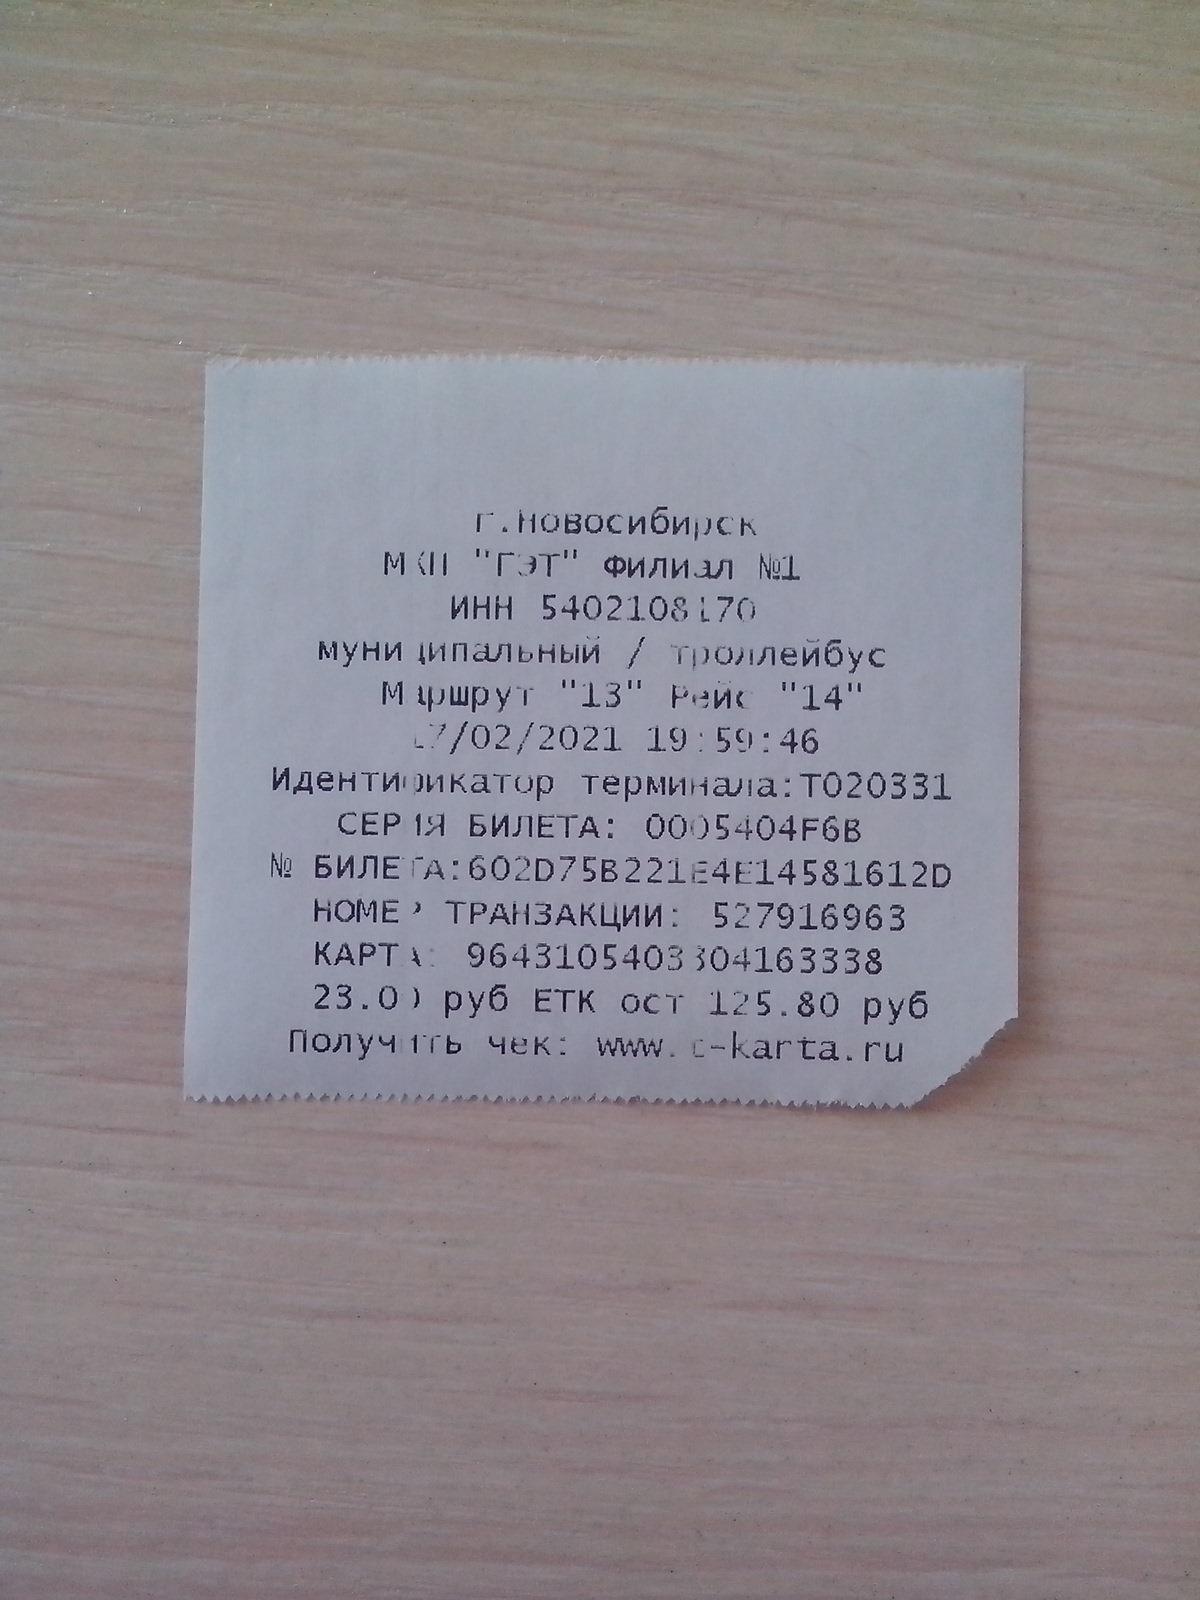 г.Новосибирск
МКП "ГЭТ" Филиал №1
ИНН 5402108170
муниципальный / троллейбус
Маршрут "13" Рейс "14"
17/02/2021 19:59:46
Идентификатор терминала:T020331
СЕРИЯ БИЛЕТА: 0005404F6B
№ БИЛЕТА:602D75B221E4E14581612D
НОМЕР ТРАНЗАКЦИИ: 527916963
КАРТА: 9643105403304163338
23.00 руб ЕТК ост 125.80 руб
Получить чек: www.t-karta.ru